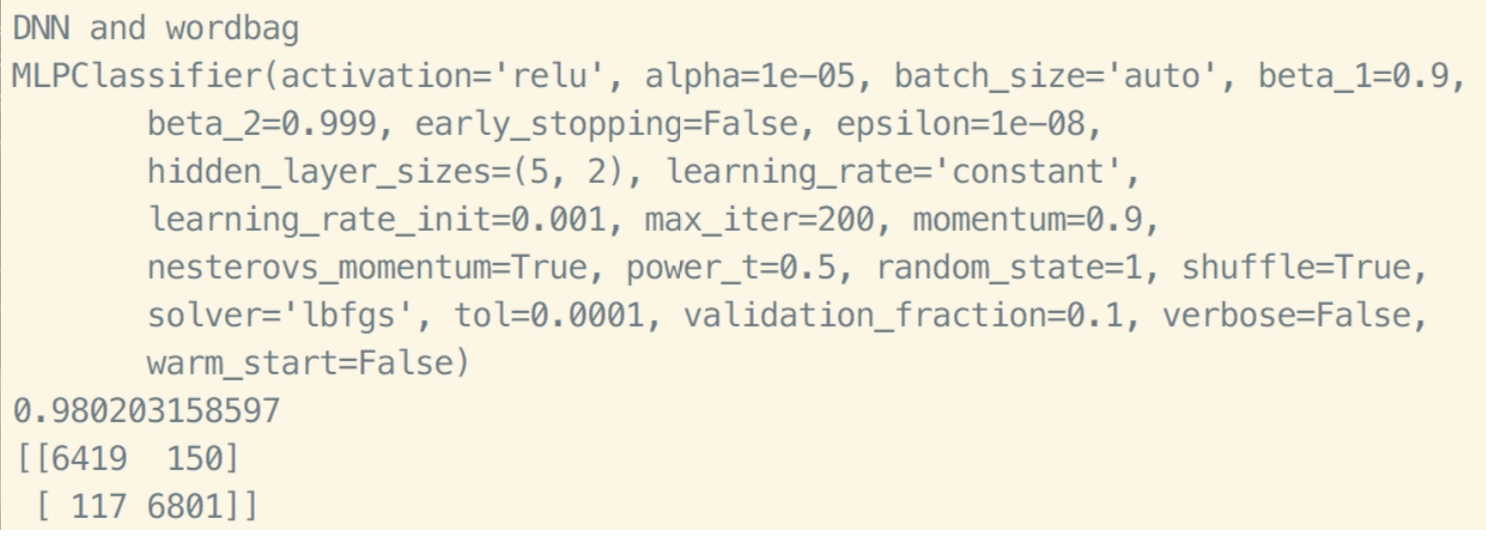 DNN and wordbag
MLPClassifier(activation='relu', alpha=1e-05, batch_size='auto', beta_1=0.9,
beta_2=0.999, early_stopping=False, epsilon=1e-08,
hidden_layer_sizes=(5, 2), learning_rate='constant',
learning_rate_init=0.001, max_iter=200, momentum=0.9,
nesterovs_momentum=True, power_t=0.5, random_state=1, shuffle=True,
solver='lbfgs', tol=0.0001, validation_fraction=0.1, verbose=False,
warm_start=False)
0.980203158597
[[6419  150]
[ 117 6801]]